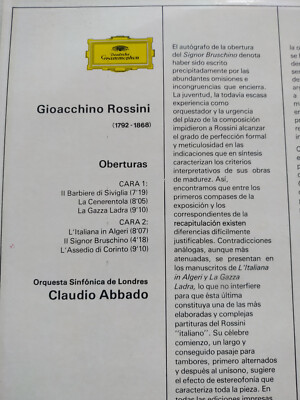 Deutsche
Grammophon
Gioacchino Rossini
(1792-1868)
Oberturas
CARA 1:
Il Barbiere di Siviglia (7'19)
La Cenerentola (8'05)
La Gazza Ladra (9'10)
CARA 2:
L'Italiana in Algeri (8'07)
Il Signor Bruschino (4'18)
L'Assedio di Corinto (9'10)
Orquesta Sinfónica de Londres
Claudio Abbado
El autógrafo de la obertura
del Signor Bruschino denota
haber sido escrito
precipitadamente por las
abundantes omisiones e
incongruencias que encierra.
La juventud, la todavía escasa
experiencia como
orquestador y la urgencia
del plazo de la composición
impidieron a Rossini alcanzar
el grado de perfección formal
y meticulosidad en las
indicaciones que en síntesis
caracterizan los criterios
interpretativos de sus obras
de madurez. Así,
encontramos que entre los
primeros compases de la
exposición y los
correspondientes de la
recapitulación existen
diferencias difícilmente
justificables. Contradicciones
análogas, aunque más
atenuadas, se presentan en
los manuscritos de L'Italiana
in Algeri y La Gazza
Ladra, lo que no interfiere
para que ésta última
constituya una de las más
elaboradas y complejas
partituras del Rossini
"italiano". Su célebre
comienzo, un largo y
conseguido pasaje para
tambores, primero alternados
y después al unísono, sugiere
el efecto de estereofonía que
caracteriza toda la pieza. En
todas las ediciones impresas